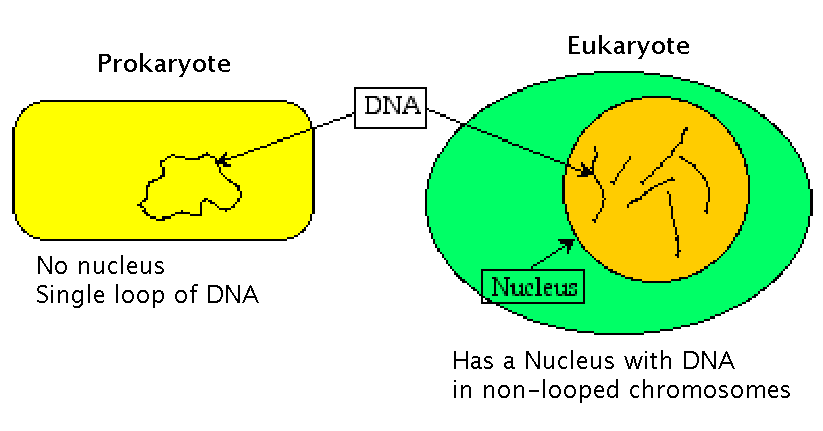 Prokaryote
Eukaryote
DNA
Nucleus
No nucleus
Single loop of DNA
Has a Nucleus with DNA
in non-looped chromosomes